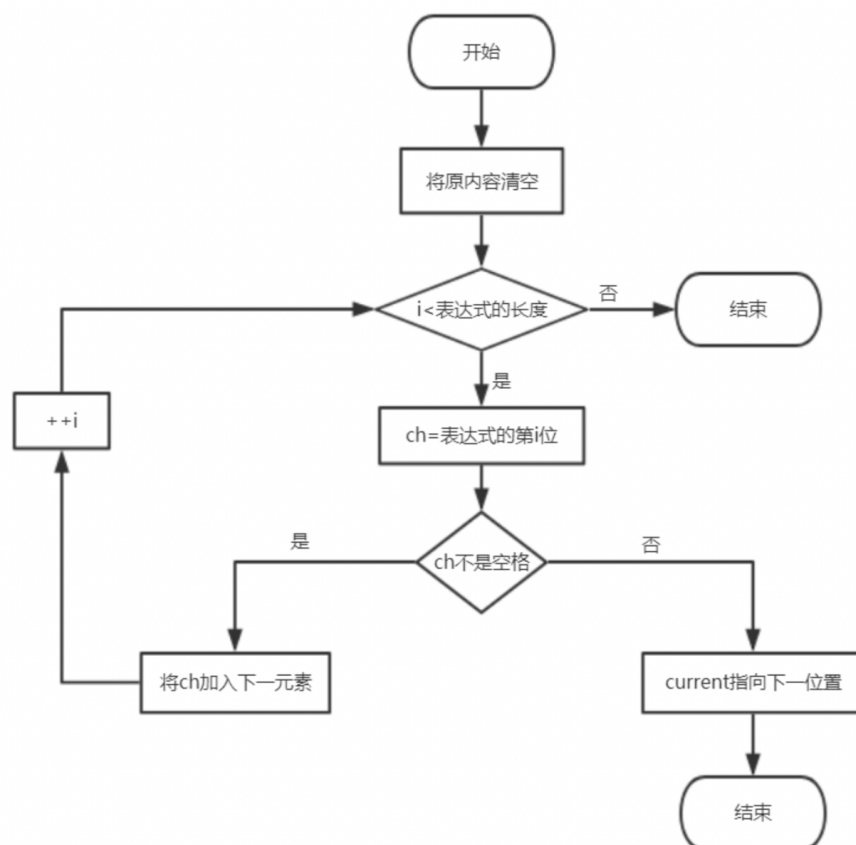 开始
将原内容清空
i<表达式的长度
否
结束
是
++i
ch=表达式的第i位
ch不是空格
是
否
将ch加入下一元素
current指向下一位置
结束